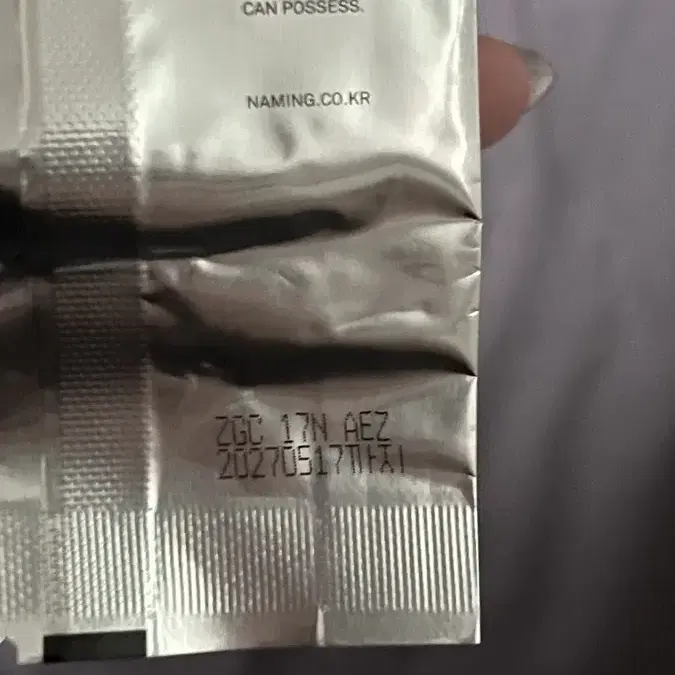 CAN POSSESS.
NAMING.CO.KR
ZGC 17N AEZ
20270517까지